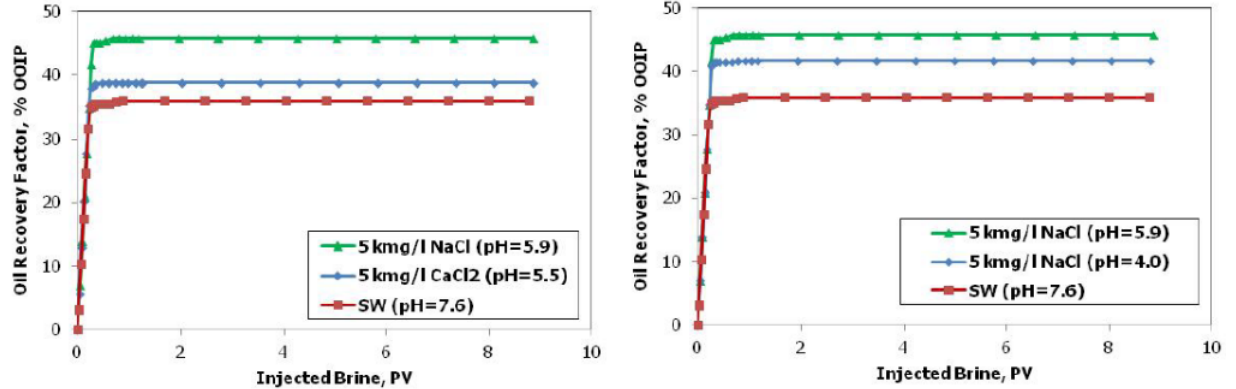 50
40
30
20
10
0
Oil Recovery Factor, % OOIP
5 kmg/l NaCl (pH=5.9)
5 kmg/l CaCl2 (pH=5.5)
SW (pH=7.6)
0 2 4 6 8 10
Injected Brine, PV
50
40
30
20
10
0
Oil Recovery Factor, % OOIP
5 kmg/l NaCl (pH=5.9)
5 kmg/l NaCl (pH=4.0)
SW (pH=7.6)
0 2 4 6 8 10
Injected Brine, PV